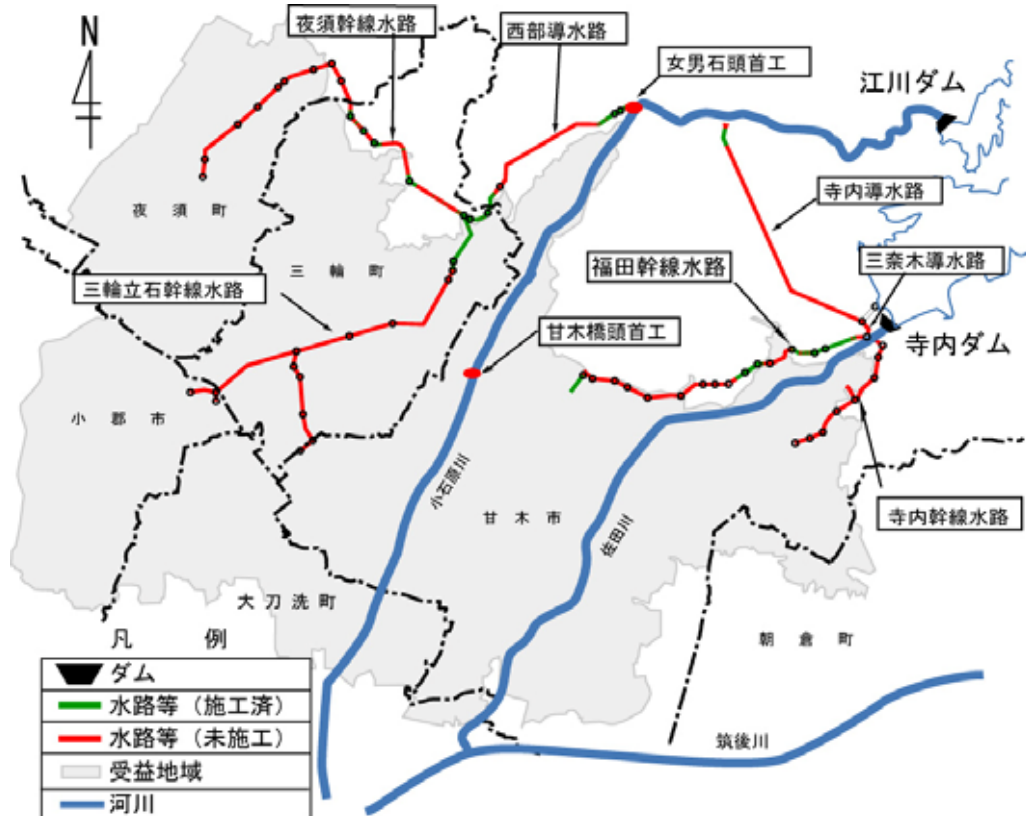 N
夜須幹線水路
西部導水路
女男石頭首工
江川ダム
夜須町
寺内導水路
三輪町
福田幹線水路
三奈木導水路
三輪立石幹線水路
甘木橋頭首工
寺内ダム
小郡市
小石原川
甘木市
佐田川
寺内幹線水路
大刀洗町
朝倉町
筑後川
凡 例
ダム
水路等（施工済）
水路等（未施工）
受益地域
河川